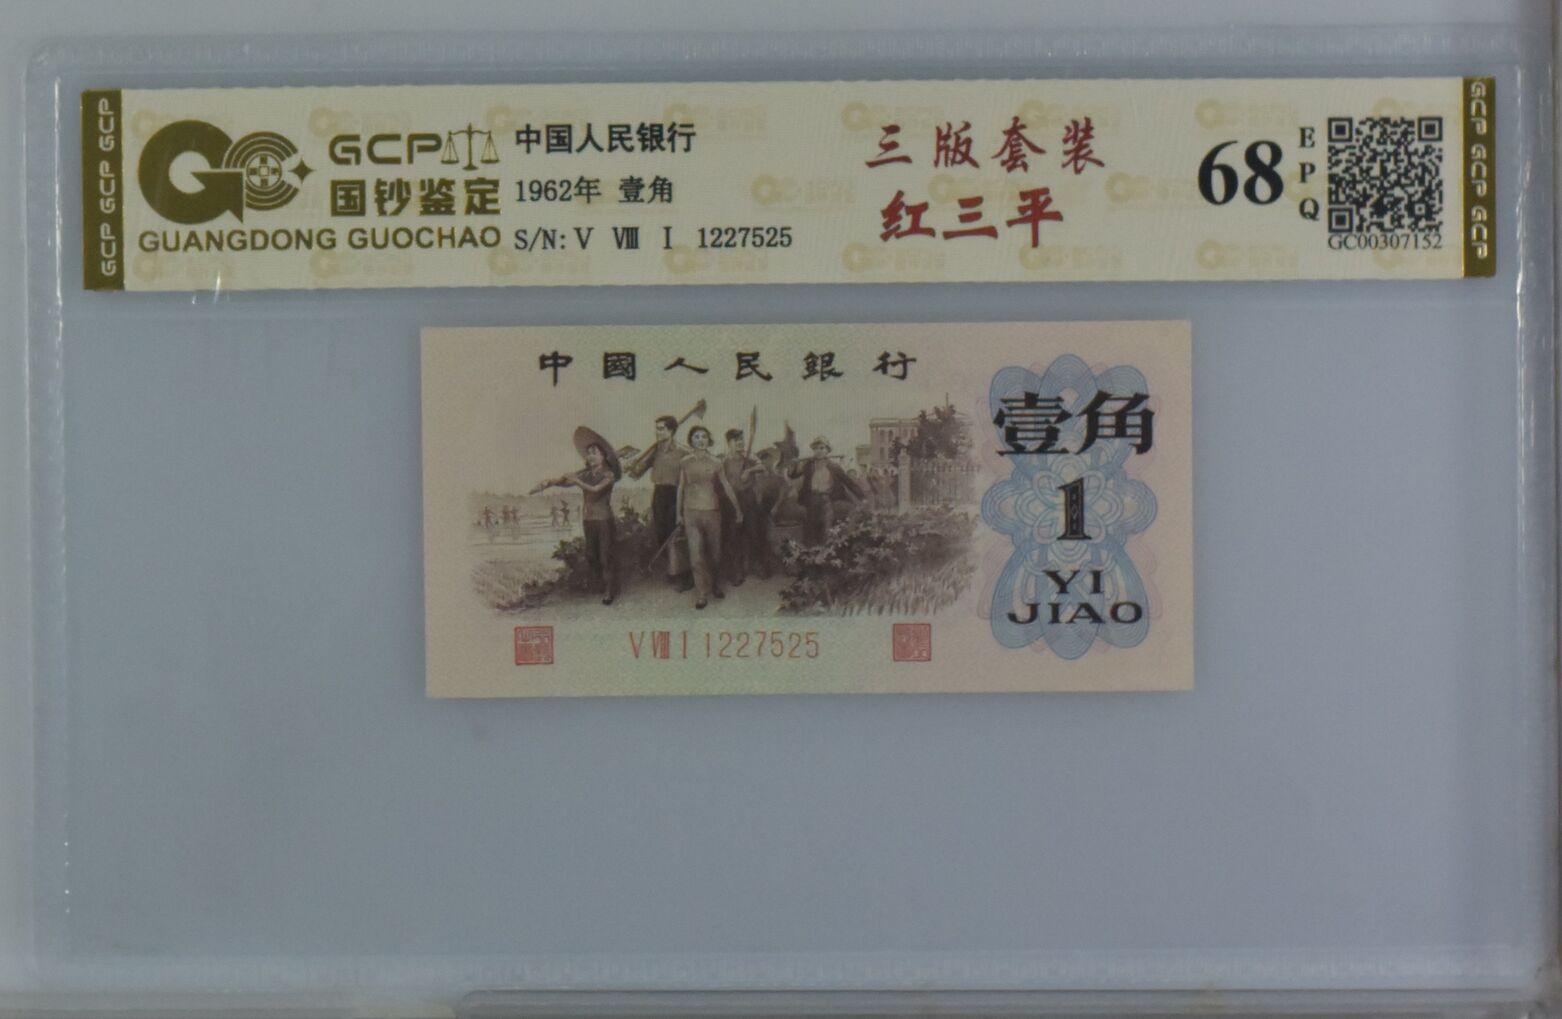 GCP GCP GCP
GCP
国钞鉴定
GUANGDONG GUOCHAO
中国人民银行
1962年 壹角
S/N: V Ⅷ Ⅰ 1227525
三版套装
红三平
68
EPQ
GC00307152
GCP GCP GCP
中國人民銀行
壹角
1
YI
JIAO
V Ⅷ Ⅰ 1227525